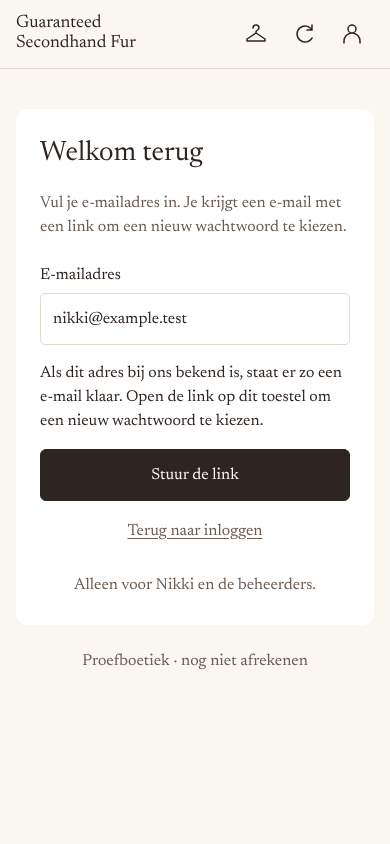 Guaranteed
Secondhand Fur
Welkom terug
Vul je e-mailadres in. Je krijgt een e-mail met
een link om een nieuw wachtwoord te kiezen.
E-mailadres
nikki@example.test
Als dit adres bij ons bekend is, staat er zo een
e-mail klaar. Open de link op dit toestel om
een nieuw wachtwoord te kiezen.
Stuur de link
Terug naar inloggen
Alleen voor Nikki en de beheerders.
Proefboetiek · nog niet afrekenen